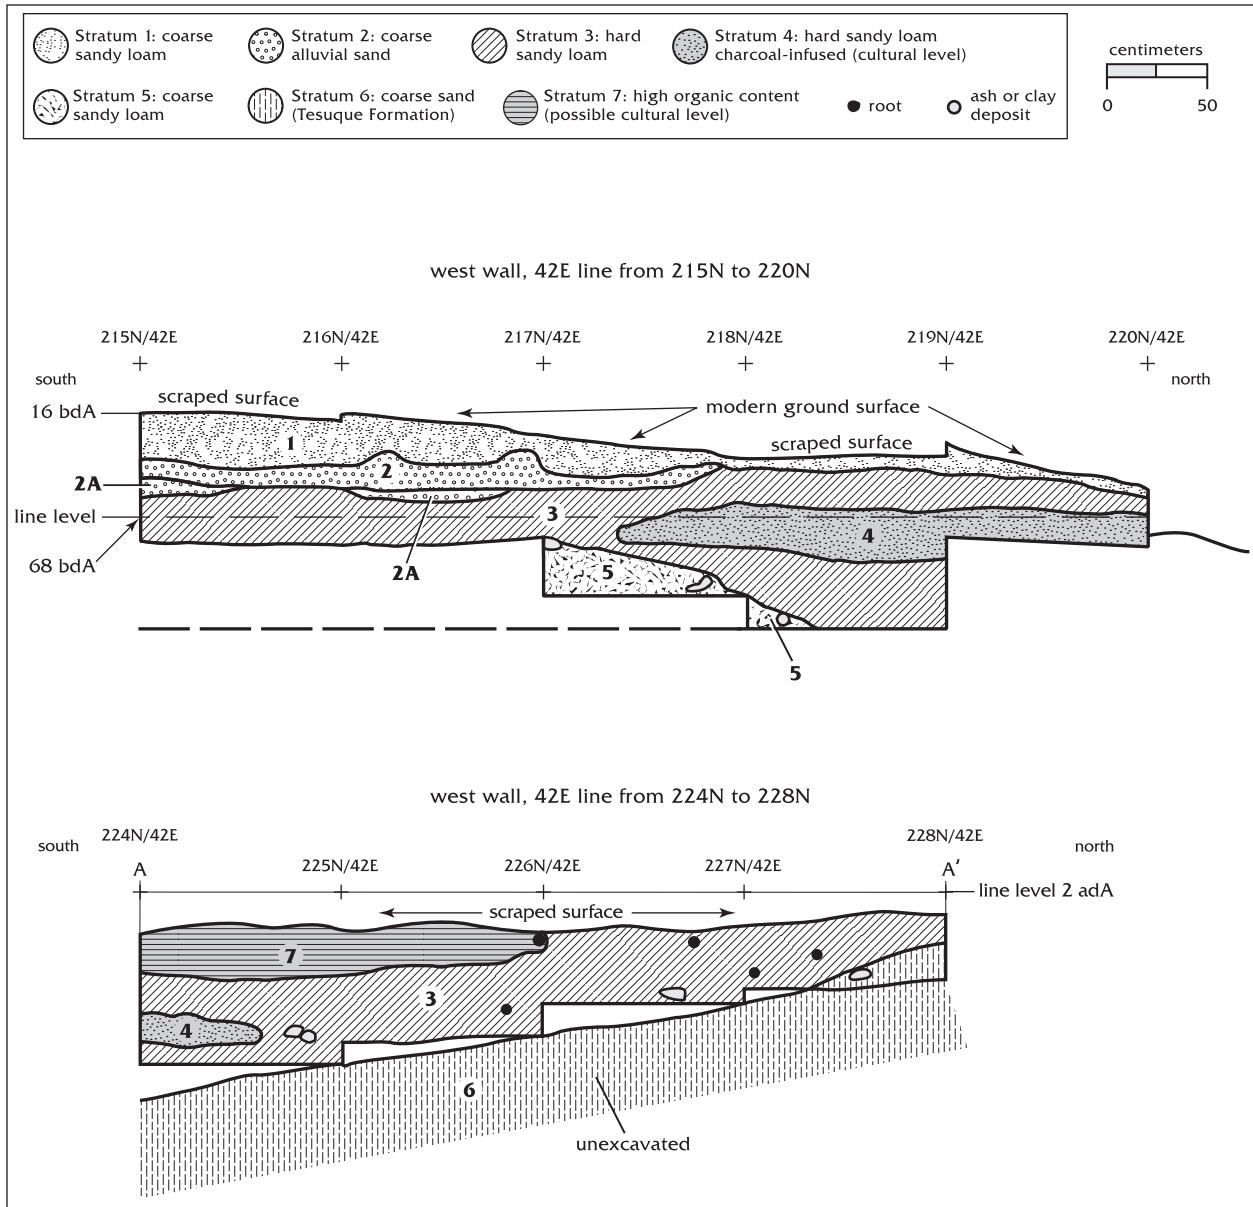 Stratum 1: coarse
sandy loam
Stratum 2: coarse
alluvial sand
Stratum 3: hard
sandy loam
Stratum 4: hard sandy loam
charcoal-infused (cultural level)
Stratum 5: coarse
sandy loam
Stratum 6: coarse sand
(Tesuque Formation)
Stratum 7: high organic content
(possible cultural level)
root
ash or clay
deposit
centimeters
0 50
west wall, 42E line from 215N to 220N
215N/42E 216N/42E 217N/42E 218N/42E 219N/42E 220N/42E
south north
scraped surface
16 bdA
modern ground surface
scraped surface
1
2
2A
line level
3
4
68 bdA
2A
5
5
west wall, 42E line from 224N to 228N
224N/42E 228N/42E
south north
A 225N/42E 226N/42E 227N/42E A′
line level 2 adA
scraped surface
7
3
4
6
unexcavated